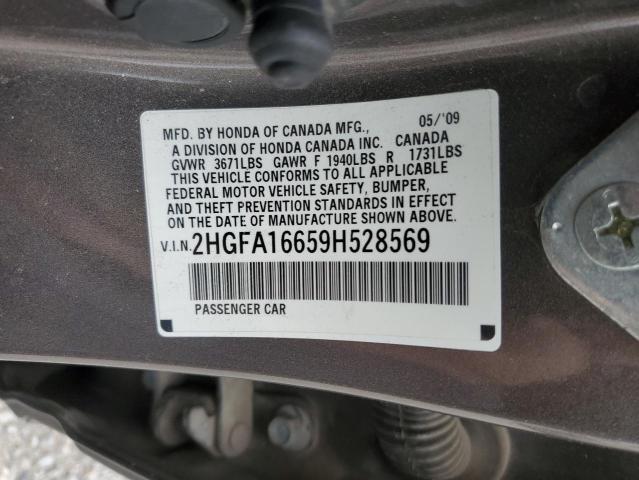 MFD. BY HONDA OF CANADA MFG., 05/'09
A DIVISION OF HONDA CANADA INC. CANADA
GVWR 3671LBS GAWR F 1940LBS R 1731LBS
THIS VEHICLE CONFORMS TO ALL APPLICABLE
FEDERAL MOTOR VEHICLE SAFETY, BUMPER,
AND THEFT PREVENTION STANDARDS IN EFFECT
ON THE DATE OF MANUFACTURE SHOWN ABOVE.
V.I.N. 2HGFA16659H528569
PASSENGER CAR